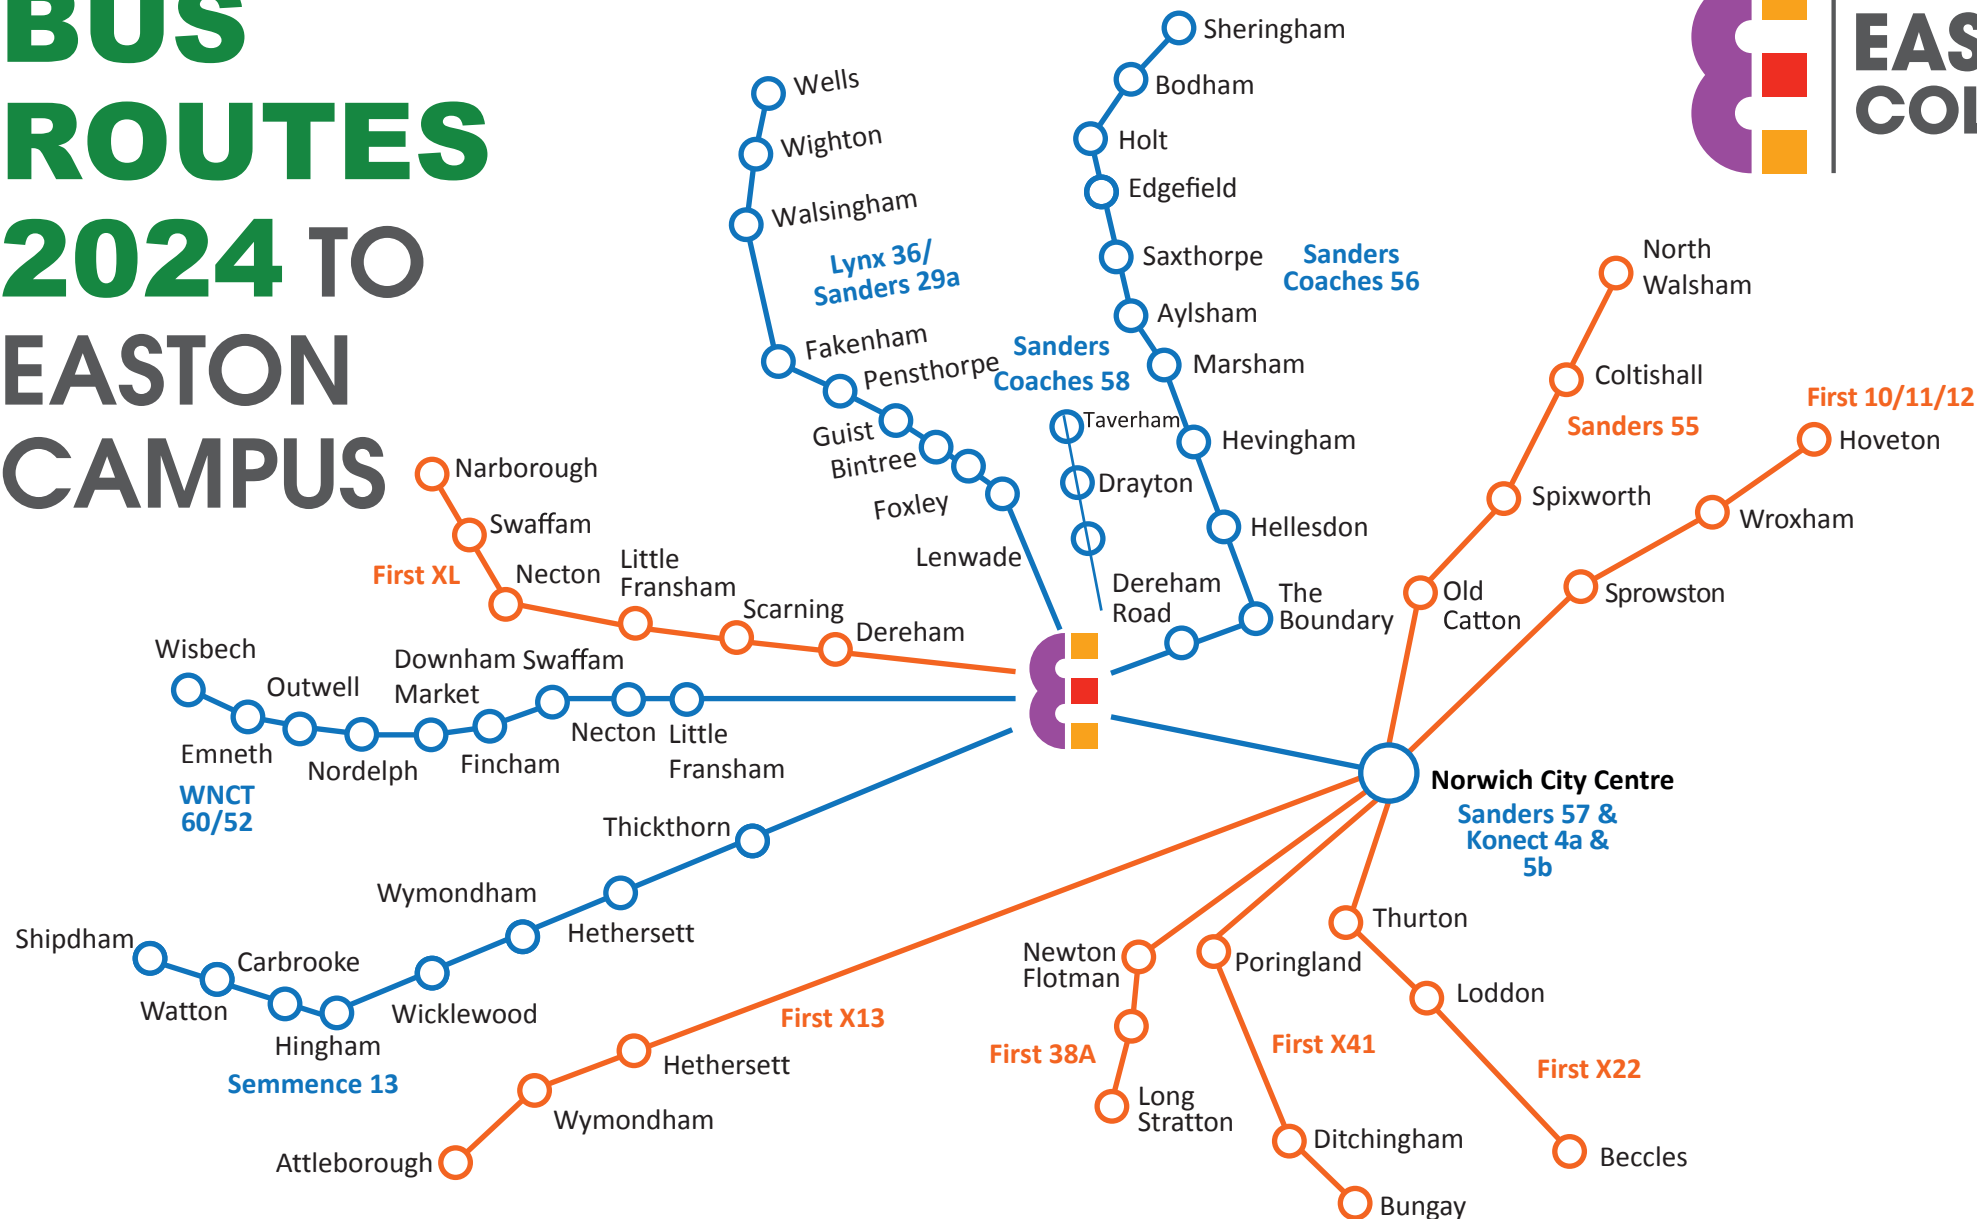 BUS
ROUTES
2024 TO
EASTON
CAMPUS
EAS
COL
Sheringham
Bodham
Holt
Edgefield
Saxthorpe
Aylsham
Marsham
Hevingham
Hellesdon
The
Boundary
Dereham
Road
Sanders
Coaches 56
Wells
Wighton
Walsingham
Lynx 36/
Sanders 29a
Fakenham
Pensthorpe
Guist
Bintree
Foxley
Lenwade
Sanders
Coaches 58
Taverham
Drayton
North
Walsham
Coltishall
Sanders 55
Spixworth
Old
Catton
First 10/11/12
Hoveton
Wroxham
Sprowston
Narborough
Swaffam
First XL
Necton
Little
Fransham
Scarning
Dereham
Wisbech
Emneth
Outwell
Nordelph
Downham
Market
Fincham
Swaffam
Necton
Little
Fransham
WNCT
60/52
Norwich City Centre
Sanders 57 &
Konect 4a &
5b
Thickthorn
Hethersett
Wymondham
Wicklewood
Hingham
Carbrooke
Watton
Shipdham
Semmence 13
First X13
Hethersett
Wymondham
Attleborough
Newton
Flotman
First 38A
Long
Stratton
Poringland
First X41
Ditchingham
Bungay
Thurton
Loddon
First X22
Beccles